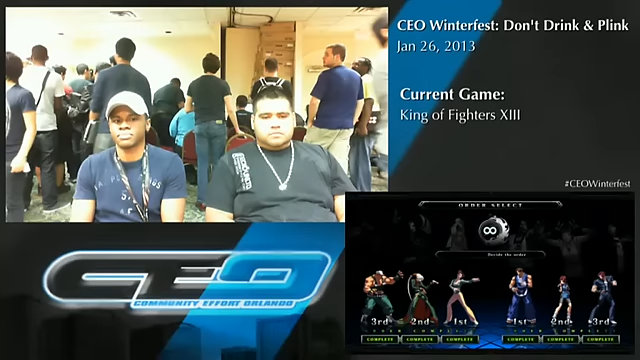 CEO Winterfest: Don't Drink & Plink
Jan 26, 2013
Current Game:
King of Fighters XIII
#CEOWinterfest
ORDER SELECT
Decide the order
3rd 2nd 1st 1st 2nd 3rd
COMPLETE COMPLETE COMPLETE COMPLETE COMPLETE COMPLETE
CEO
COMMUNITY EFFORT ORLANDO